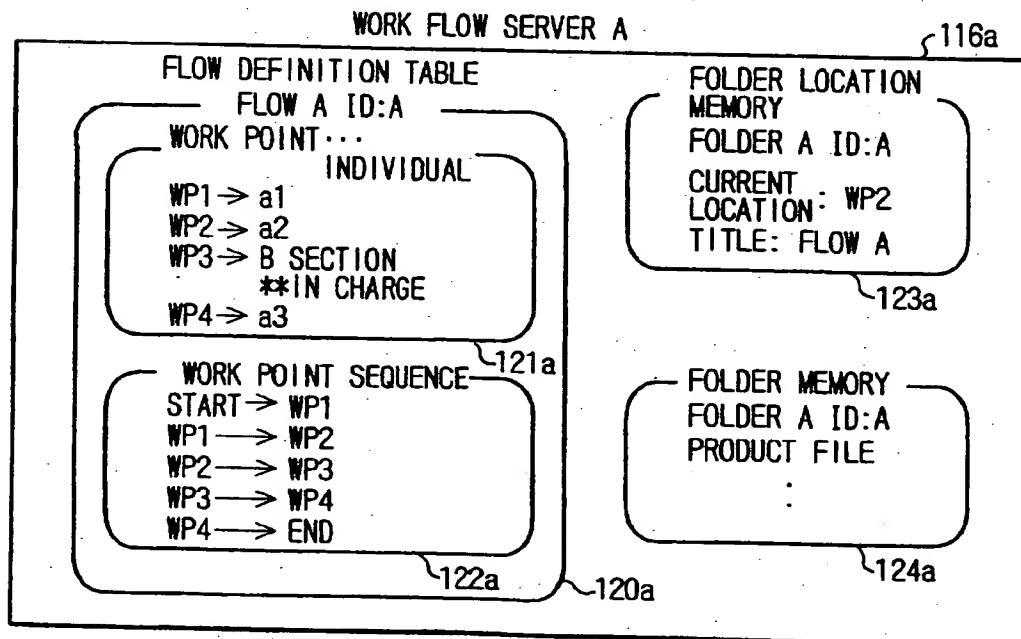 WORK FLOW SERVER A
116a
FLOW DEFINITION TABLE
FLOW A ID:A
WORK POINT···
INDIVIDUAL
WP1→ a1
WP2→ a2
WP3→ B SECTION
**IN CHARGE
WP4→ a3
121a
WORK POINT SEQUENCE
START→ WP1
WP1→ WP2
WP2→ WP3
WP3→ WP4
WP4→ END
122a
120a
FOLDER LOCATION
MEMORY
FOLDER A ID:A
CURRENT
LOCATION: WP2
TITLE: FLOW A
123a
FOLDER MEMORY
FOLDER A ID:A
PRODUCT FILE
:
124a